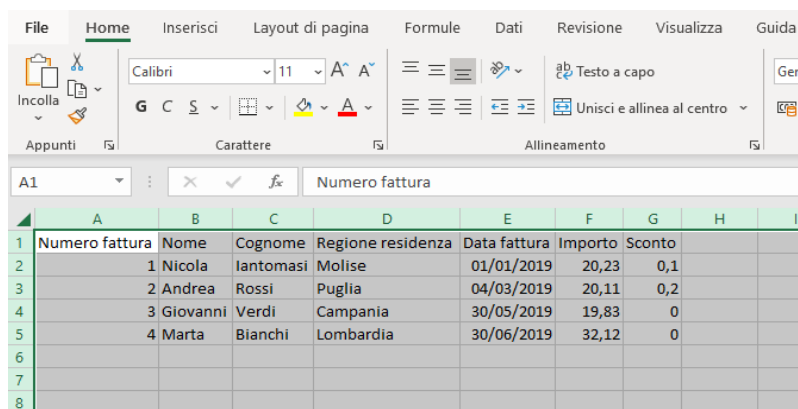 File Home Inserisci Layout di pagina Formule Dati Revisione Visualizza Guida
Calibri 11 A A ab Testo a capo Ger
Incolla
G C S A Unisci e allinea al centro
Appunti Carattere Allineamento
A1 fx Numero fattura
A B C D E F G H I
1 Numero fattura Nome Cognome Regione residenza Data fattura Importo Sconto
2 1 Nicola Iantomasi Molise 01/01/2019 20,23 0,1
3 2 Andrea Rossi Puglia 04/03/2019 20,11 0,2
4 3 Giovanni Verdi Campania 30/05/2019 19,83 0
5 4 Marta Bianchi Lombardia 30/06/2019 32,12 0
6
7
8